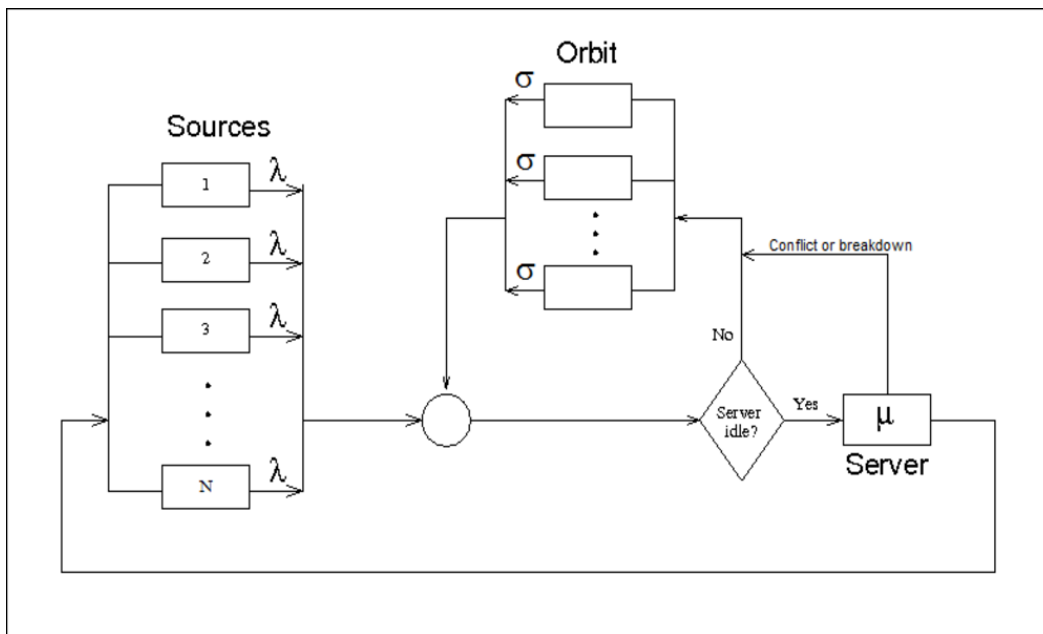 Orbit
σ
Sources
λ
1
σ
λ
2
σ
Conflict or breakdown
λ
3
No
Server
idle?
Yes
μ
Server
λ
N